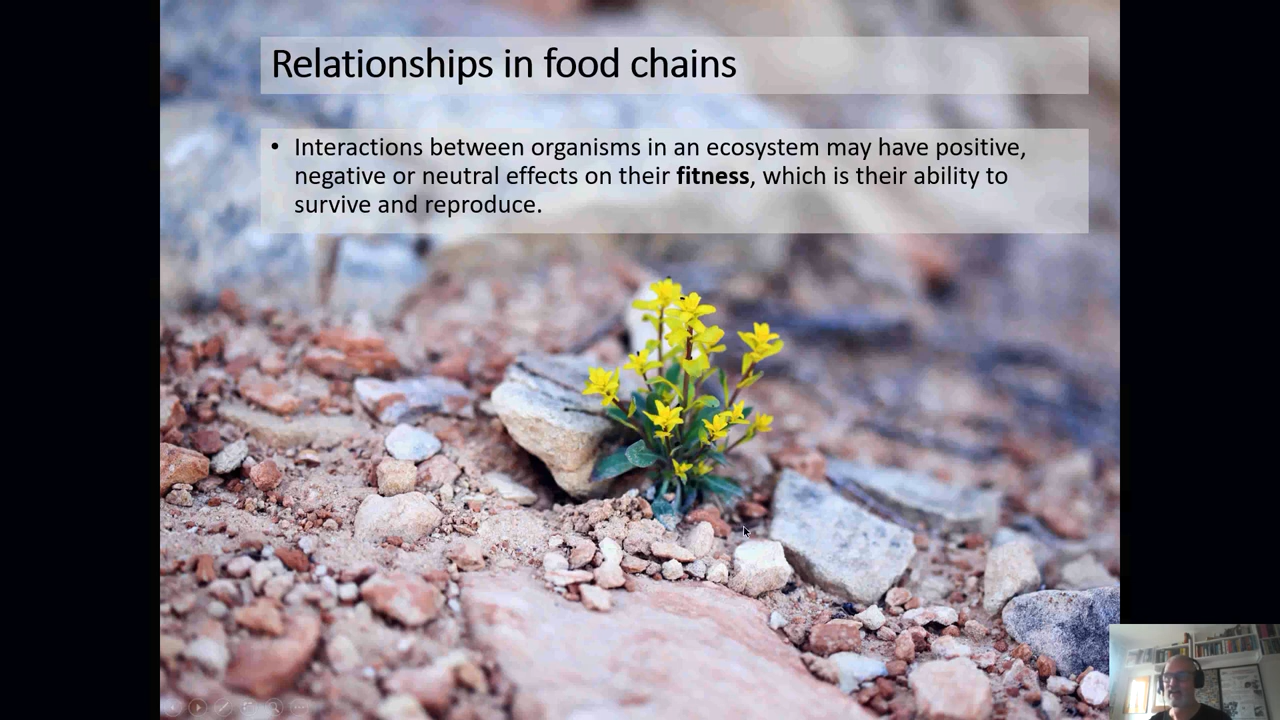 Relationships in food chains
• Interactions between organisms in an ecosystem may have positive,
negative or neutral effects on their fitness, which is their ability to
survive and reproduce.